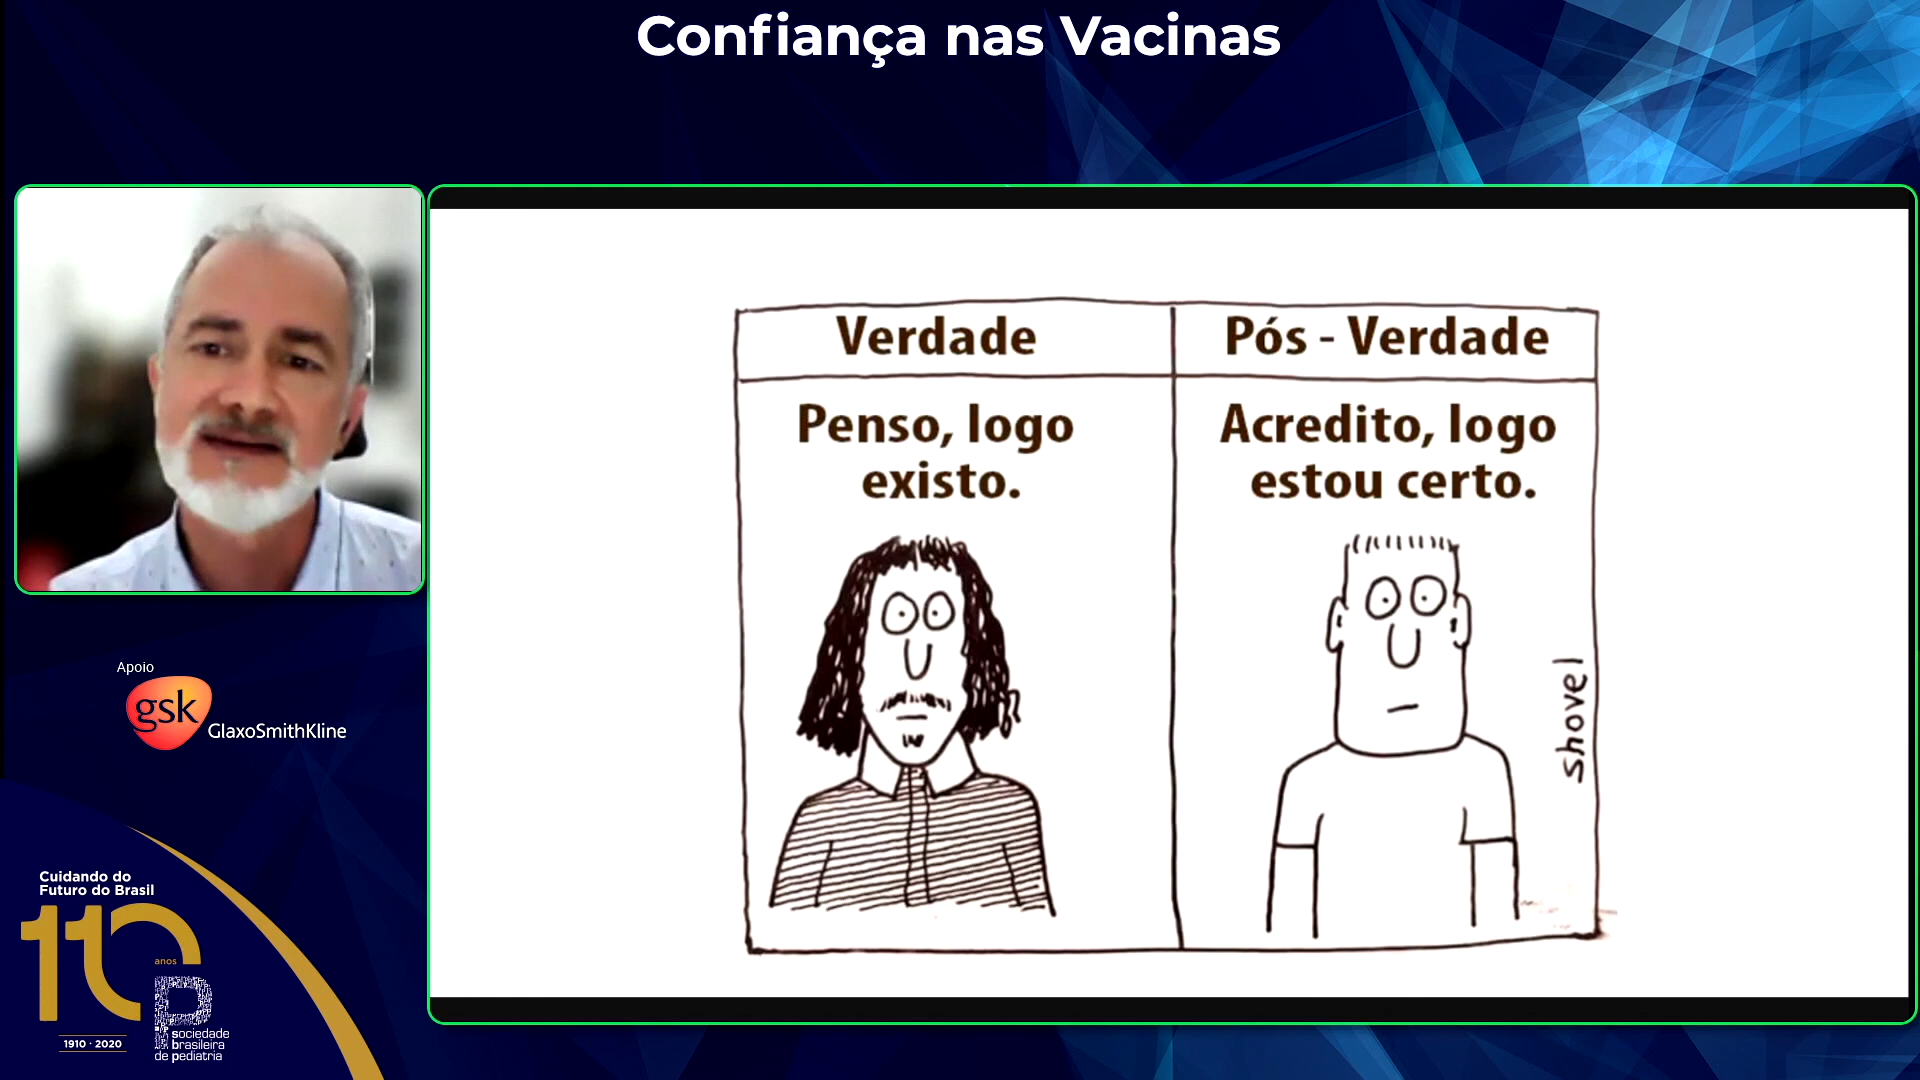 Confiança nas Vacinas
Verdade
Pós - Verdade
Penso, logo
existo.
Acredito, logo
estou certo.
shovel
Apoio
gsk
GlaxoSmithKline
Cuidando do
Futuro do Brasil
110
anos
1910 · 2020
sociedade
brasileira
de pediatria